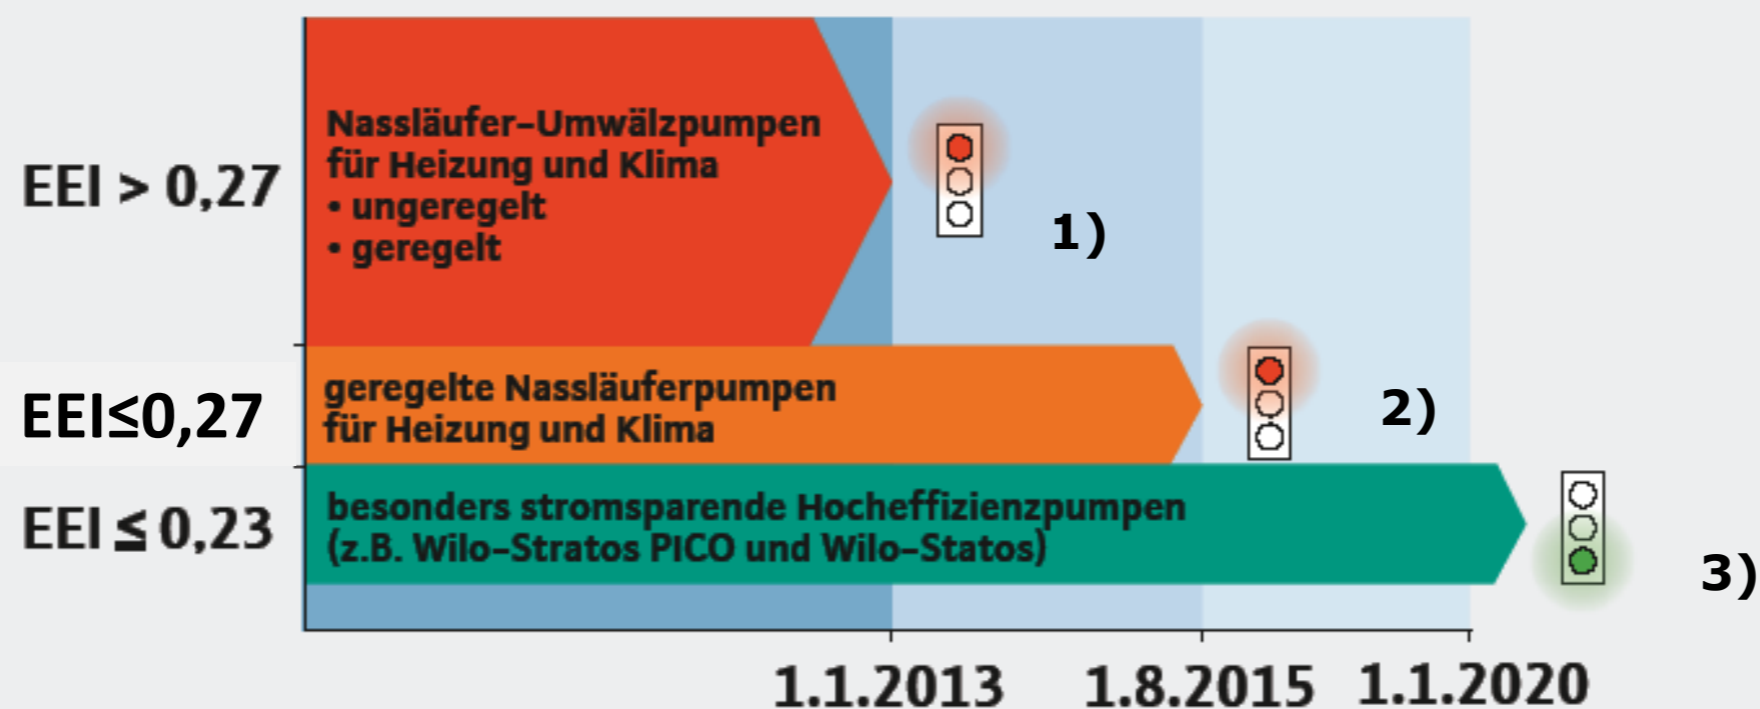 EEI > 0,27
Nassläufer-Umwälzpumpen
für Heizung und Klima
• ungeregelt
• geregelt
1)
EEI≤0,27
geregelte Nassläuferpumpen
für Heizung und Klima
2)
EEI ≤ 0,23
besonders stromsparende Hocheffizienzpumpen
(z.B. Wilo-Stratos PICO und Wilo-Statos)
3)
1.1.2013
1.8.2015
1.1.2020